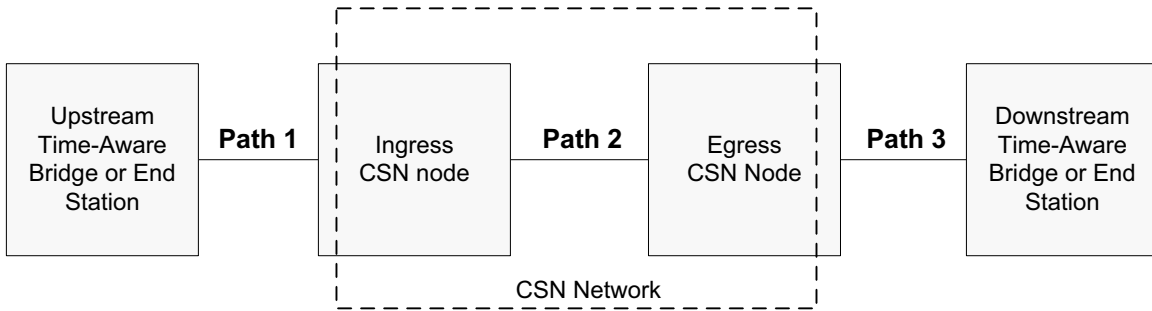 Upstream
Time-Aware
Bridge or End
Station
Path 1
Ingress
CSN node
Path 2
Egress
CSN Node
Path 3
Downstream
Time-Aware
Bridge or End
Station
CSN Network